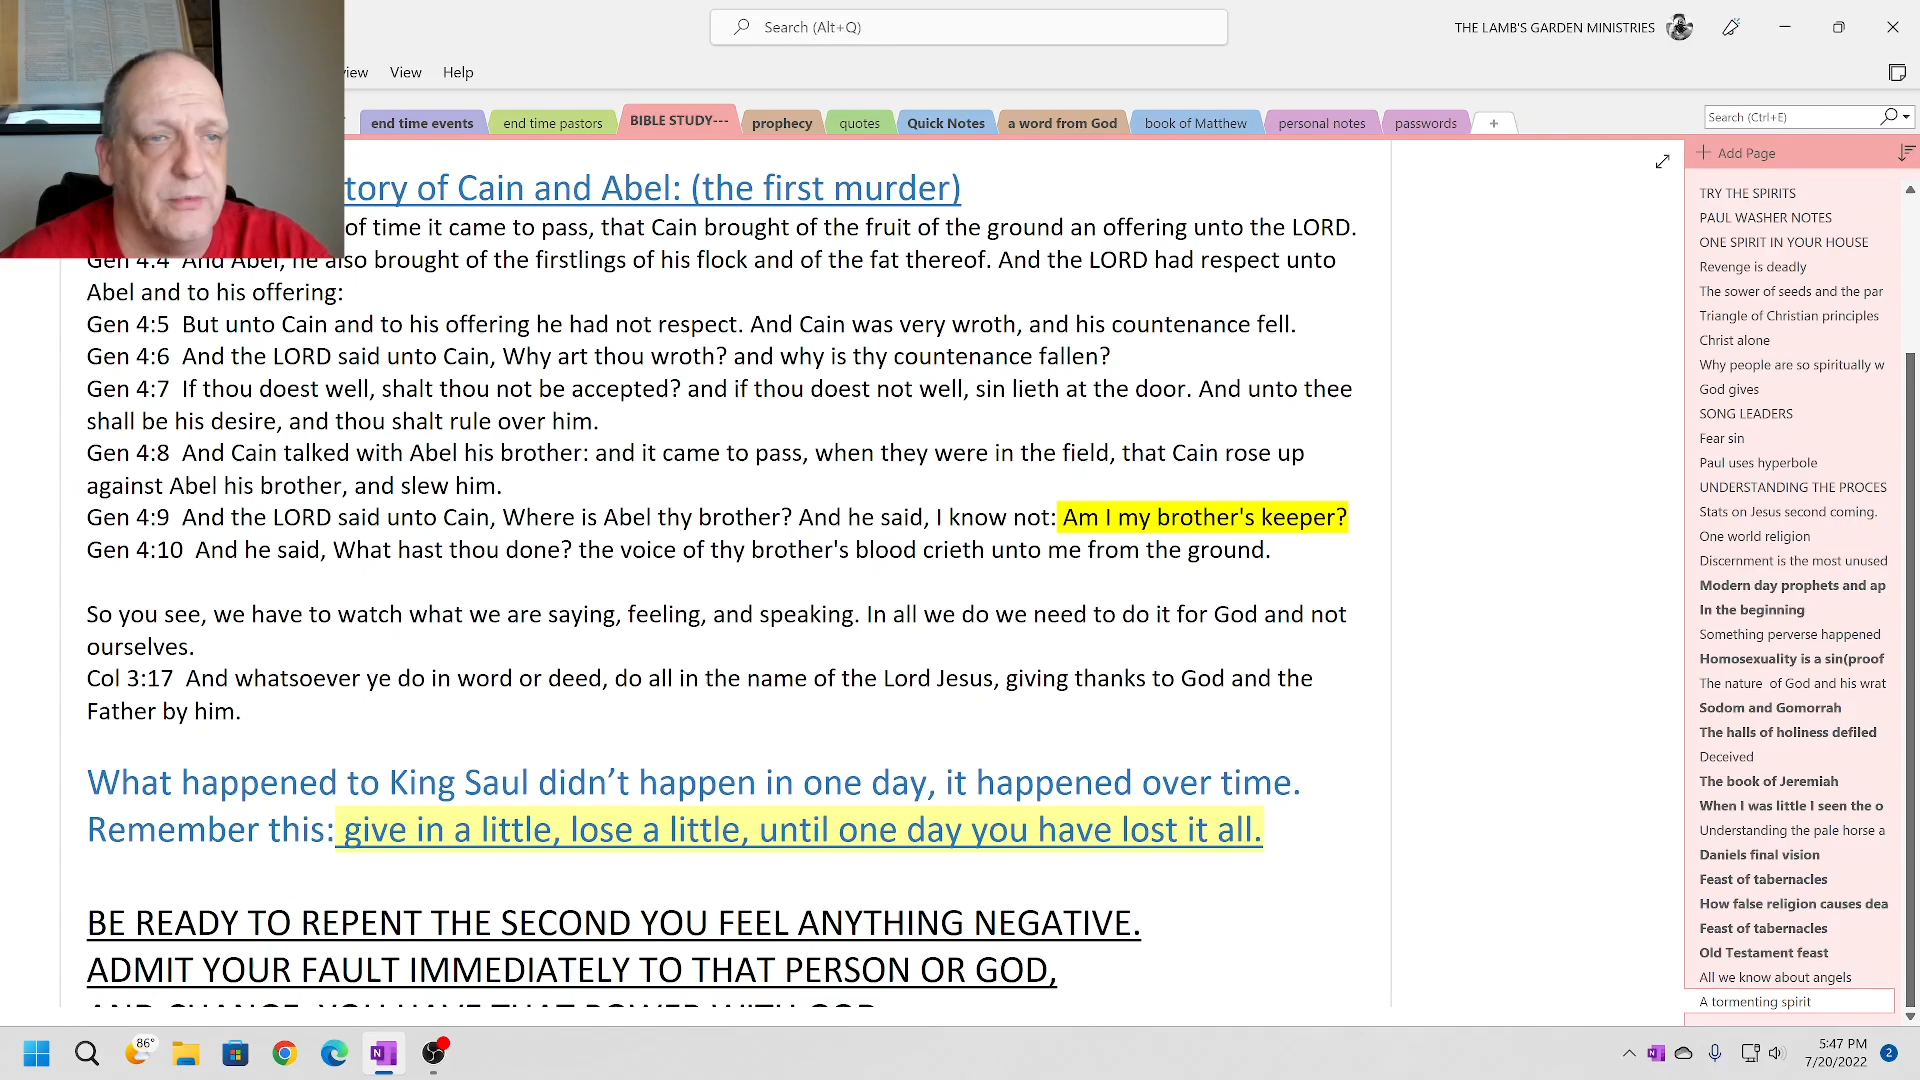 Search (Alt+Q)
THE LAMB'S GARDEN MINISTRIES
View
Help
end time events
end time pastors
BIBLE STUDY---
prophecy
quotes
Quick Notes
a word from God
book of Matthew
personal notes
passwords
+
Search (Ctrl+E)
tory of Cain and Abel: (the first murder)
of time it came to pass, that Cain brought of the fruit of the ground an offering unto the LORD.
Gen 4:4 And Abel, he also brought of the firstlings of his flock and of the fat thereof. And the LORD had respect unto
Abel and to his offering:
Gen 4:5 But unto Cain and to his offering he had not respect. And Cain was very wroth, and his countenance fell.
Gen 4:6 And the LORD said unto Cain, Why art thou wroth? and why is thy countenance fallen?
Gen 4:7 If thou doest well, shalt thou not be accepted? and if thou doest not well, sin lieth at the door. And unto thee
shall be his desire, and thou shalt rule over him.
Gen 4:8 And Cain talked with Abel his brother: and it came to pass, when they were in the field, that Cain rose up
against Abel his brother, and slew him.
Gen 4:9 And the LORD said unto Cain, Where is Abel thy brother? And he said, I know not: Am I my brother's keeper?
Gen 4:10 And he said, What hast thou done? the voice of thy brother's blood crieth unto me from the ground.
So you see, we have to watch what we are saying, feeling, and speaking. In all we do we need to do it for God and not
ourselves.
Col 3:17 And whatsoever ye do in word or deed, do all in the name of the Lord Jesus, giving thanks to God and the
Father by him.
What happened to King Saul didn't happen in one day, it happened over time.
Remember this: give in a little, lose a little, until one day you have lost it all.
BE READY TO REPENT THE SECOND YOU FEEL ANYTHING NEGATIVE.
ADMIT YOUR FAULT IMMEDIATELY TO THAT PERSON OR GOD,
AND CHANGE, YOU HAVE THAT POWER WITH GOD
Add Page
TRY THE SPIRITS
PAUL WASHER NOTES
ONE SPIRIT IN YOUR HOUSE
Revenge is deadly
The sower of seeds and the par
Triangle of Christian principles
Christ alone
Why people are so spiritually w
God gives
SONG LEADERS
Fear sin
Paul uses hyperbole
UNDERSTANDING THE PROCES
Stats on Jesus second coming.
One world religion
Discernment is the most unused
Modern day prophets and ap
In the beginning
Something perverse happened
Homosexuality is a sin(proof
The nature of God and his wrat
Sodom and Gomorrah
The halls of holiness defiled
Deceived
The book of Jeremiah
When I was little I seen the o
Understanding the pale horse a
Daniels final vision
Feast of tabernacles
How false religion causes dea
Feast of tabernacles
Old Testament feast
All we know about angels
A tormenting spirit
86°
5:47 PM
7/20/2022
2